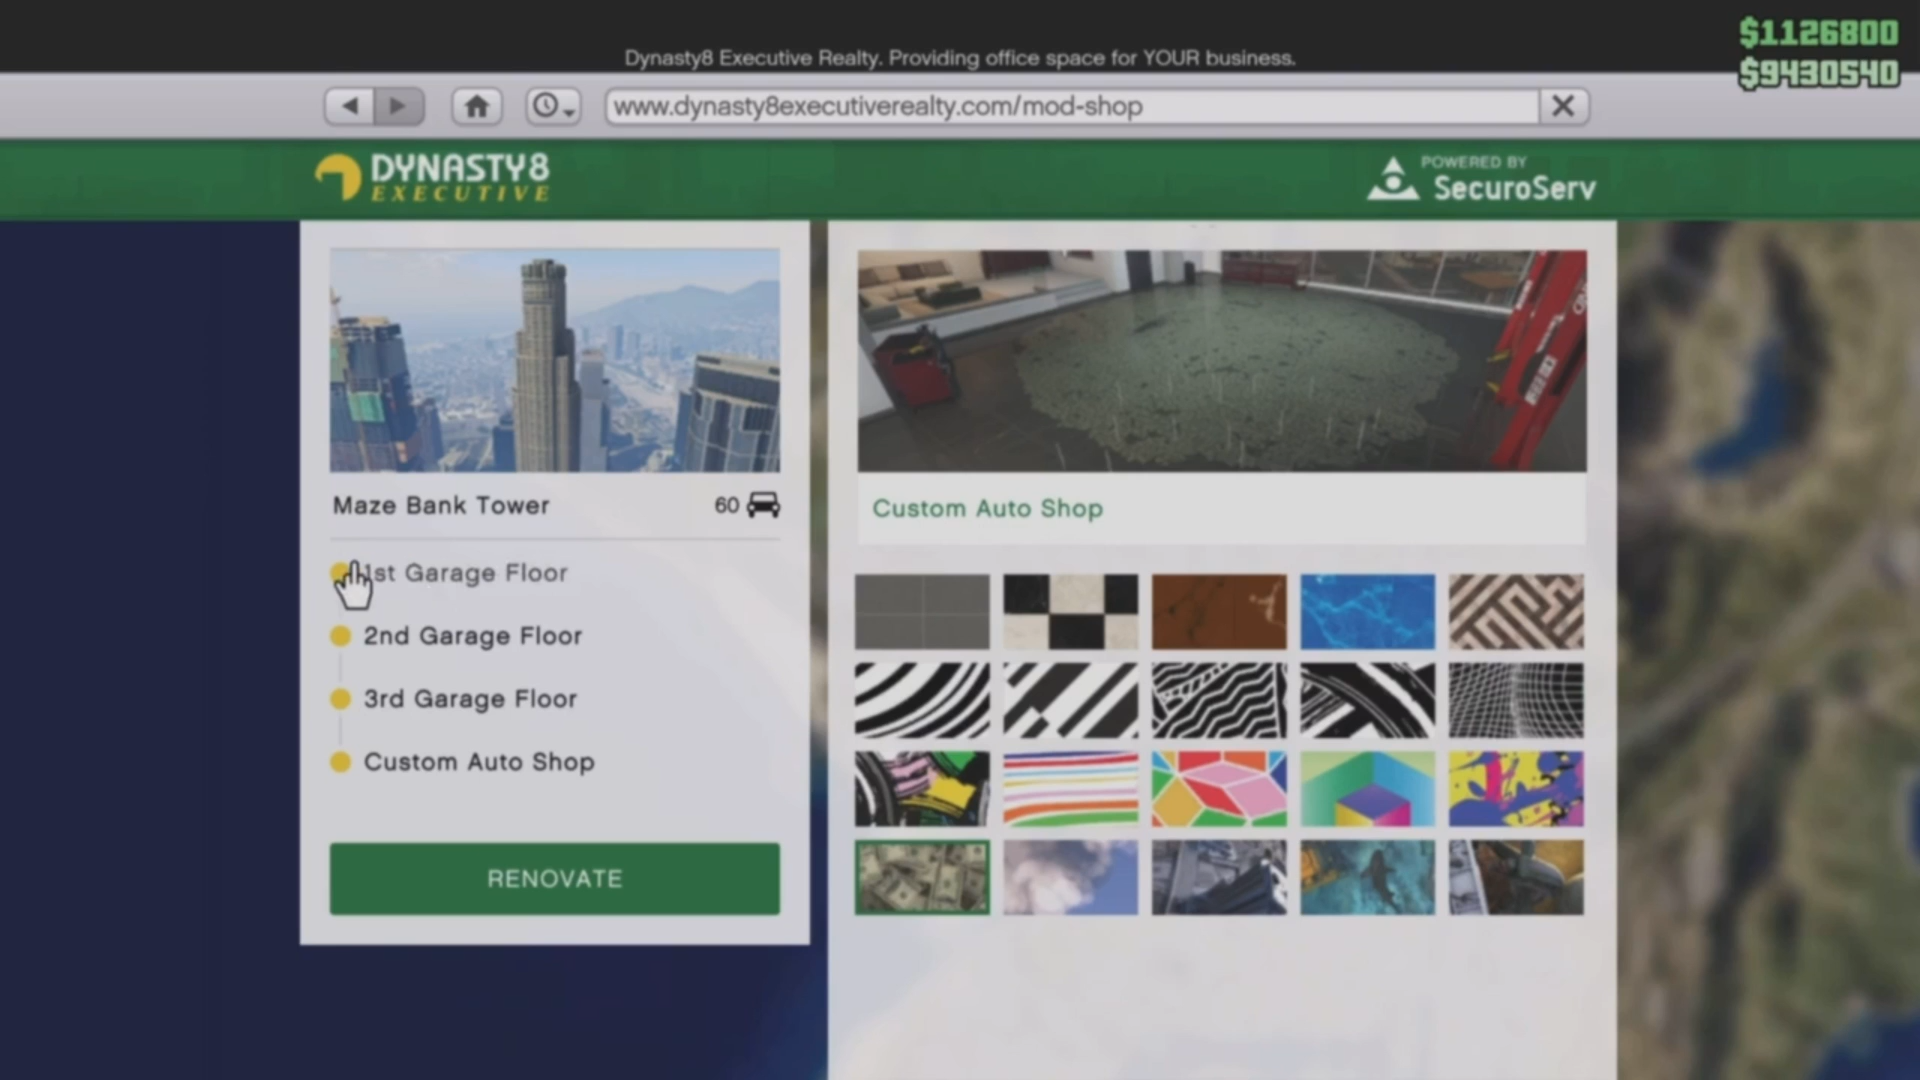 $1126800
$9430540
Dynasty8 Executive Realty. Providing office space for YOUR business.
www.dynasty8executiverealty.com/mod-shop
DYNASTY8
EXECUTIVE
POWERED BY
SecuroServ
Maze Bank Tower
60
1st Garage Floor
2nd Garage Floor
3rd Garage Floor
Custom Auto Shop
RENOVATE
Custom Auto Shop